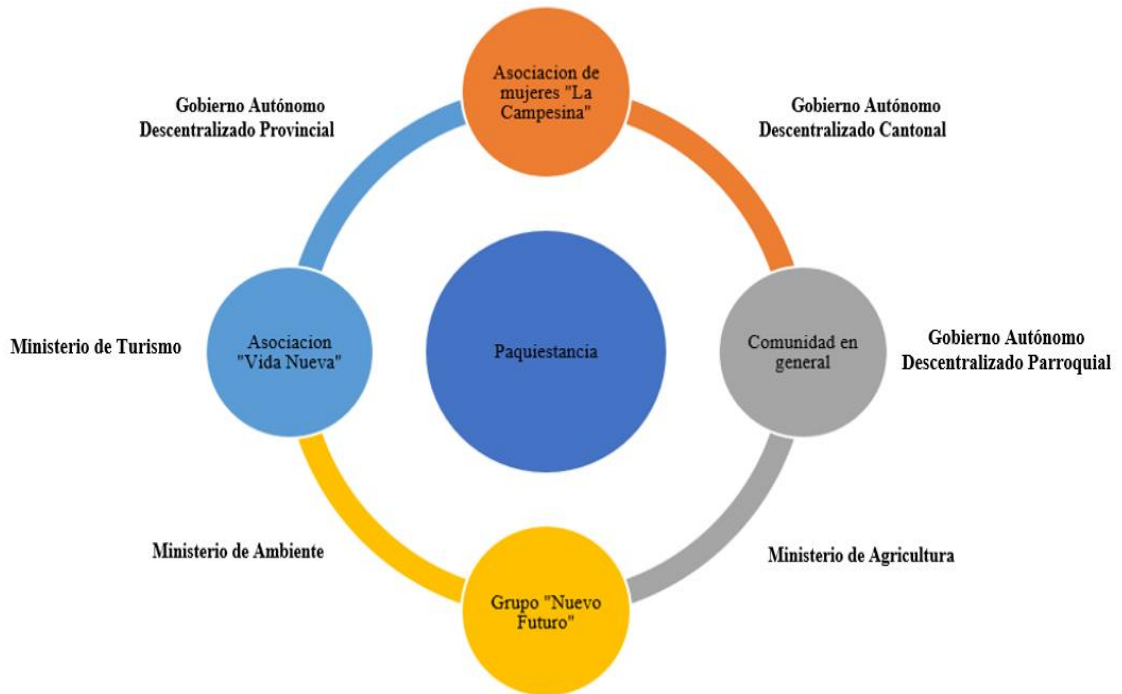 Asociacion de
mujeres "La
Campesina"
Gobierno Autónomo
Descentralizado Provincial
Gobierno Autónomo
Descentralizado Cantonal
Ministerio de Turismo
Asociacion
"Vida Nueva"
Paquiestancia
Comunidad en
general
Gobierno Autónomo
Descentralizado Parroquial
Ministerio de Ambiente
Ministerio de Agricultura
Grupo "Nuevo
Futuro"